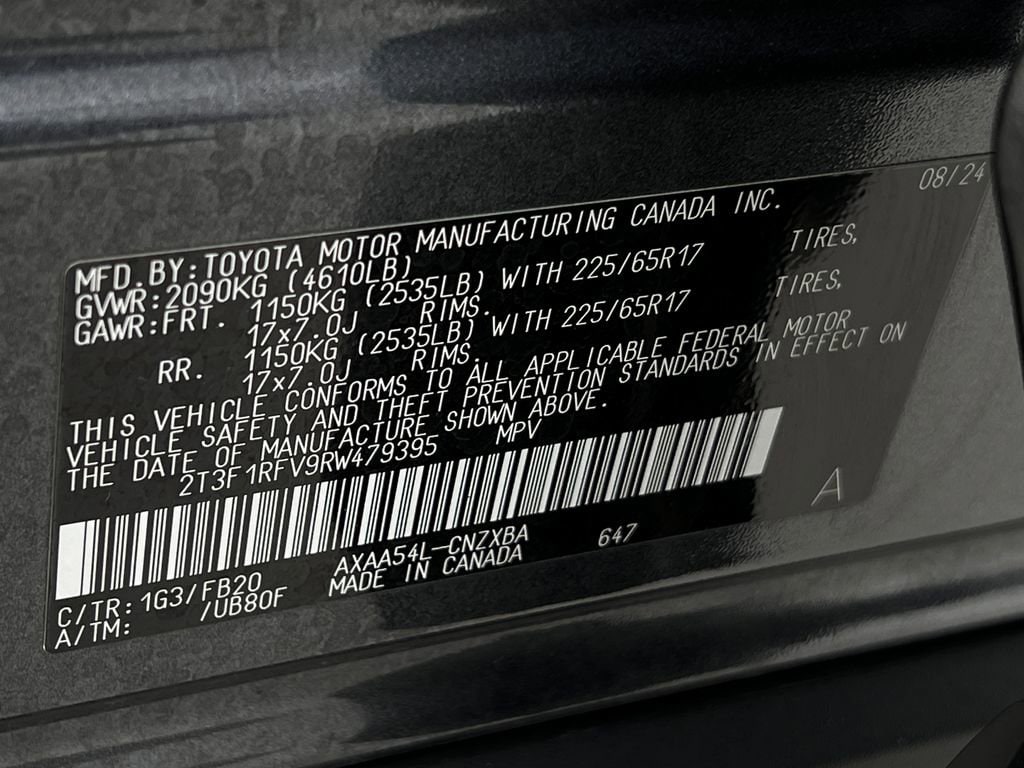 08/24
MFD. BY: TOYOTA MOTOR MANUFACTURING CANADA INC.
GVWR: 2090KG (4610LB)
GAWR: FRT. 1150KG (2535LB) WITH 225/65R17 TIRES,
17x7.0J RIMS.
RR. 1150KG (2535LB) WITH 225/65R17 TIRES,
17x7.0J RIMS.
THIS VEHICLE CONFORMS TO ALL APPLICABLE FEDERAL MOTOR
VEHICLE SAFETY AND THEFT PREVENTION STANDARDS IN EFFECT ON
THE DATE OF MANUFACTURE SHOWN ABOVE.
2T3F1RFV9RW479395 MPV
A
AXAA54L-CNZXBA 647
MADE IN CANADA
C/TR: 1G3/FB20
A/TM: /UB80F